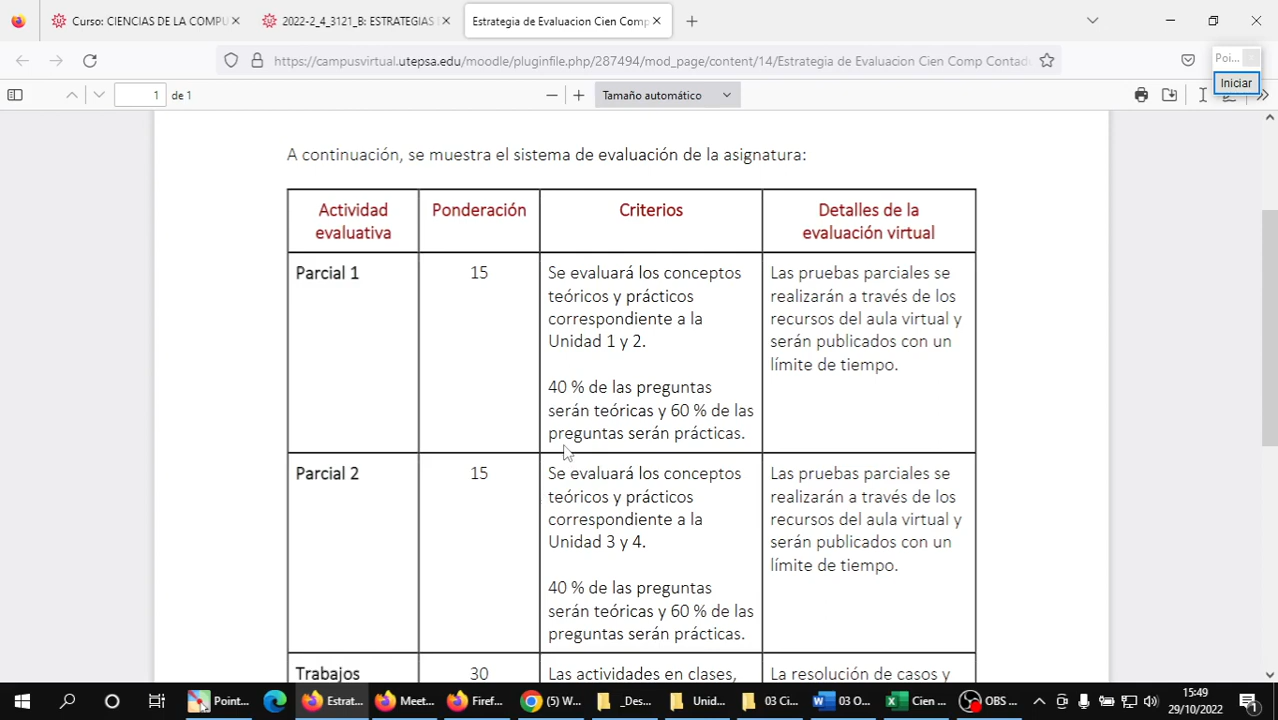 Curso: CIENCIAS DE LA COMPU
2022-2_4_3121_B: ESTRATEGIAS
Estrategia de Evaluacion Cien Comp
https://campusvirtual.utepsa.edu/moodle/pluginfile.php/287494/mod_page/content/14/Estrategia de Evaluacion Cien Comp Contadu
Poi...
Iniciar
1 de 1
Tamaño automático
A continuación, se muestra el sistema de evaluación de la asignatura:
Actividad
evaluativa
Ponderación
Criterios
Detalles de la
evaluación virtual
Parcial 1
15
Se evaluará los conceptos
teóricos y prácticos
correspondiente a la
Unidad 1 y 2.
40 % de las preguntas
serán teóricas y 60 % de las
preguntas serán prácticas.
Las pruebas parciales se
realizarán a través de los
recursos del aula virtual y
serán publicados con un
límite de tiempo.
Parcial 2
15
Se evaluará los conceptos
teóricos y prácticos
correspondiente a la
Unidad 3 y 4.
40 % de las preguntas
serán teóricas y 60 % de las
preguntas serán prácticas.
Las pruebas parciales se
realizarán a través de los
recursos del aula virtual y
serán publicados con un
límite de tiempo.
Trabajos
30
Las actividades en clases,
La resolución de casos y
Point...
Estrat...
Meet...
Firef...
(5) W...
_Des...
Unid...
03 Ci...
03 O...
Cien ...
OBS ...
15:49
29/10/2022
1